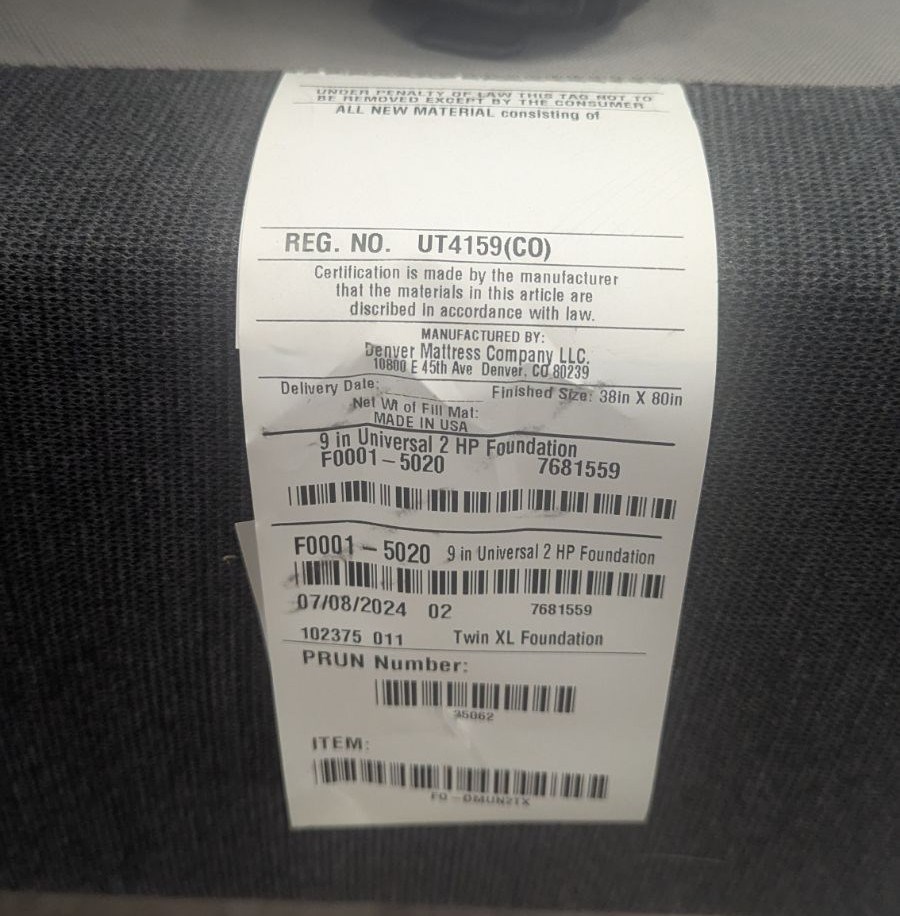 UNDER PENALTY OF LAW THIS TAG NOT TO
BE REMOVED EXCEPT BY THE CONSUMER
ALL NEW MATERIAL consisting of
REG. NO. UT4159(CO)
Certification is made by the manufacturer
that the materials in this article are
discribed in accordance with law.
MANUFACTURED BY:
Denver Mattress Company LLC.
10800 E 45th Ave Denver, CO 80239
Delivery Date: Finished Size: 38in X 80in
Net Wt of Fill Mat:
MADE IN USA
9 in Universal 2 HP Foundation
F0001-5020 7681559
F0001-5020 9 in Universal 2 HP Foundation
07/08/2024 02 7681559
102375 011 Twin XL Foundation
PRUN Number:
35062
ITEM:
FO-DMUN2TX